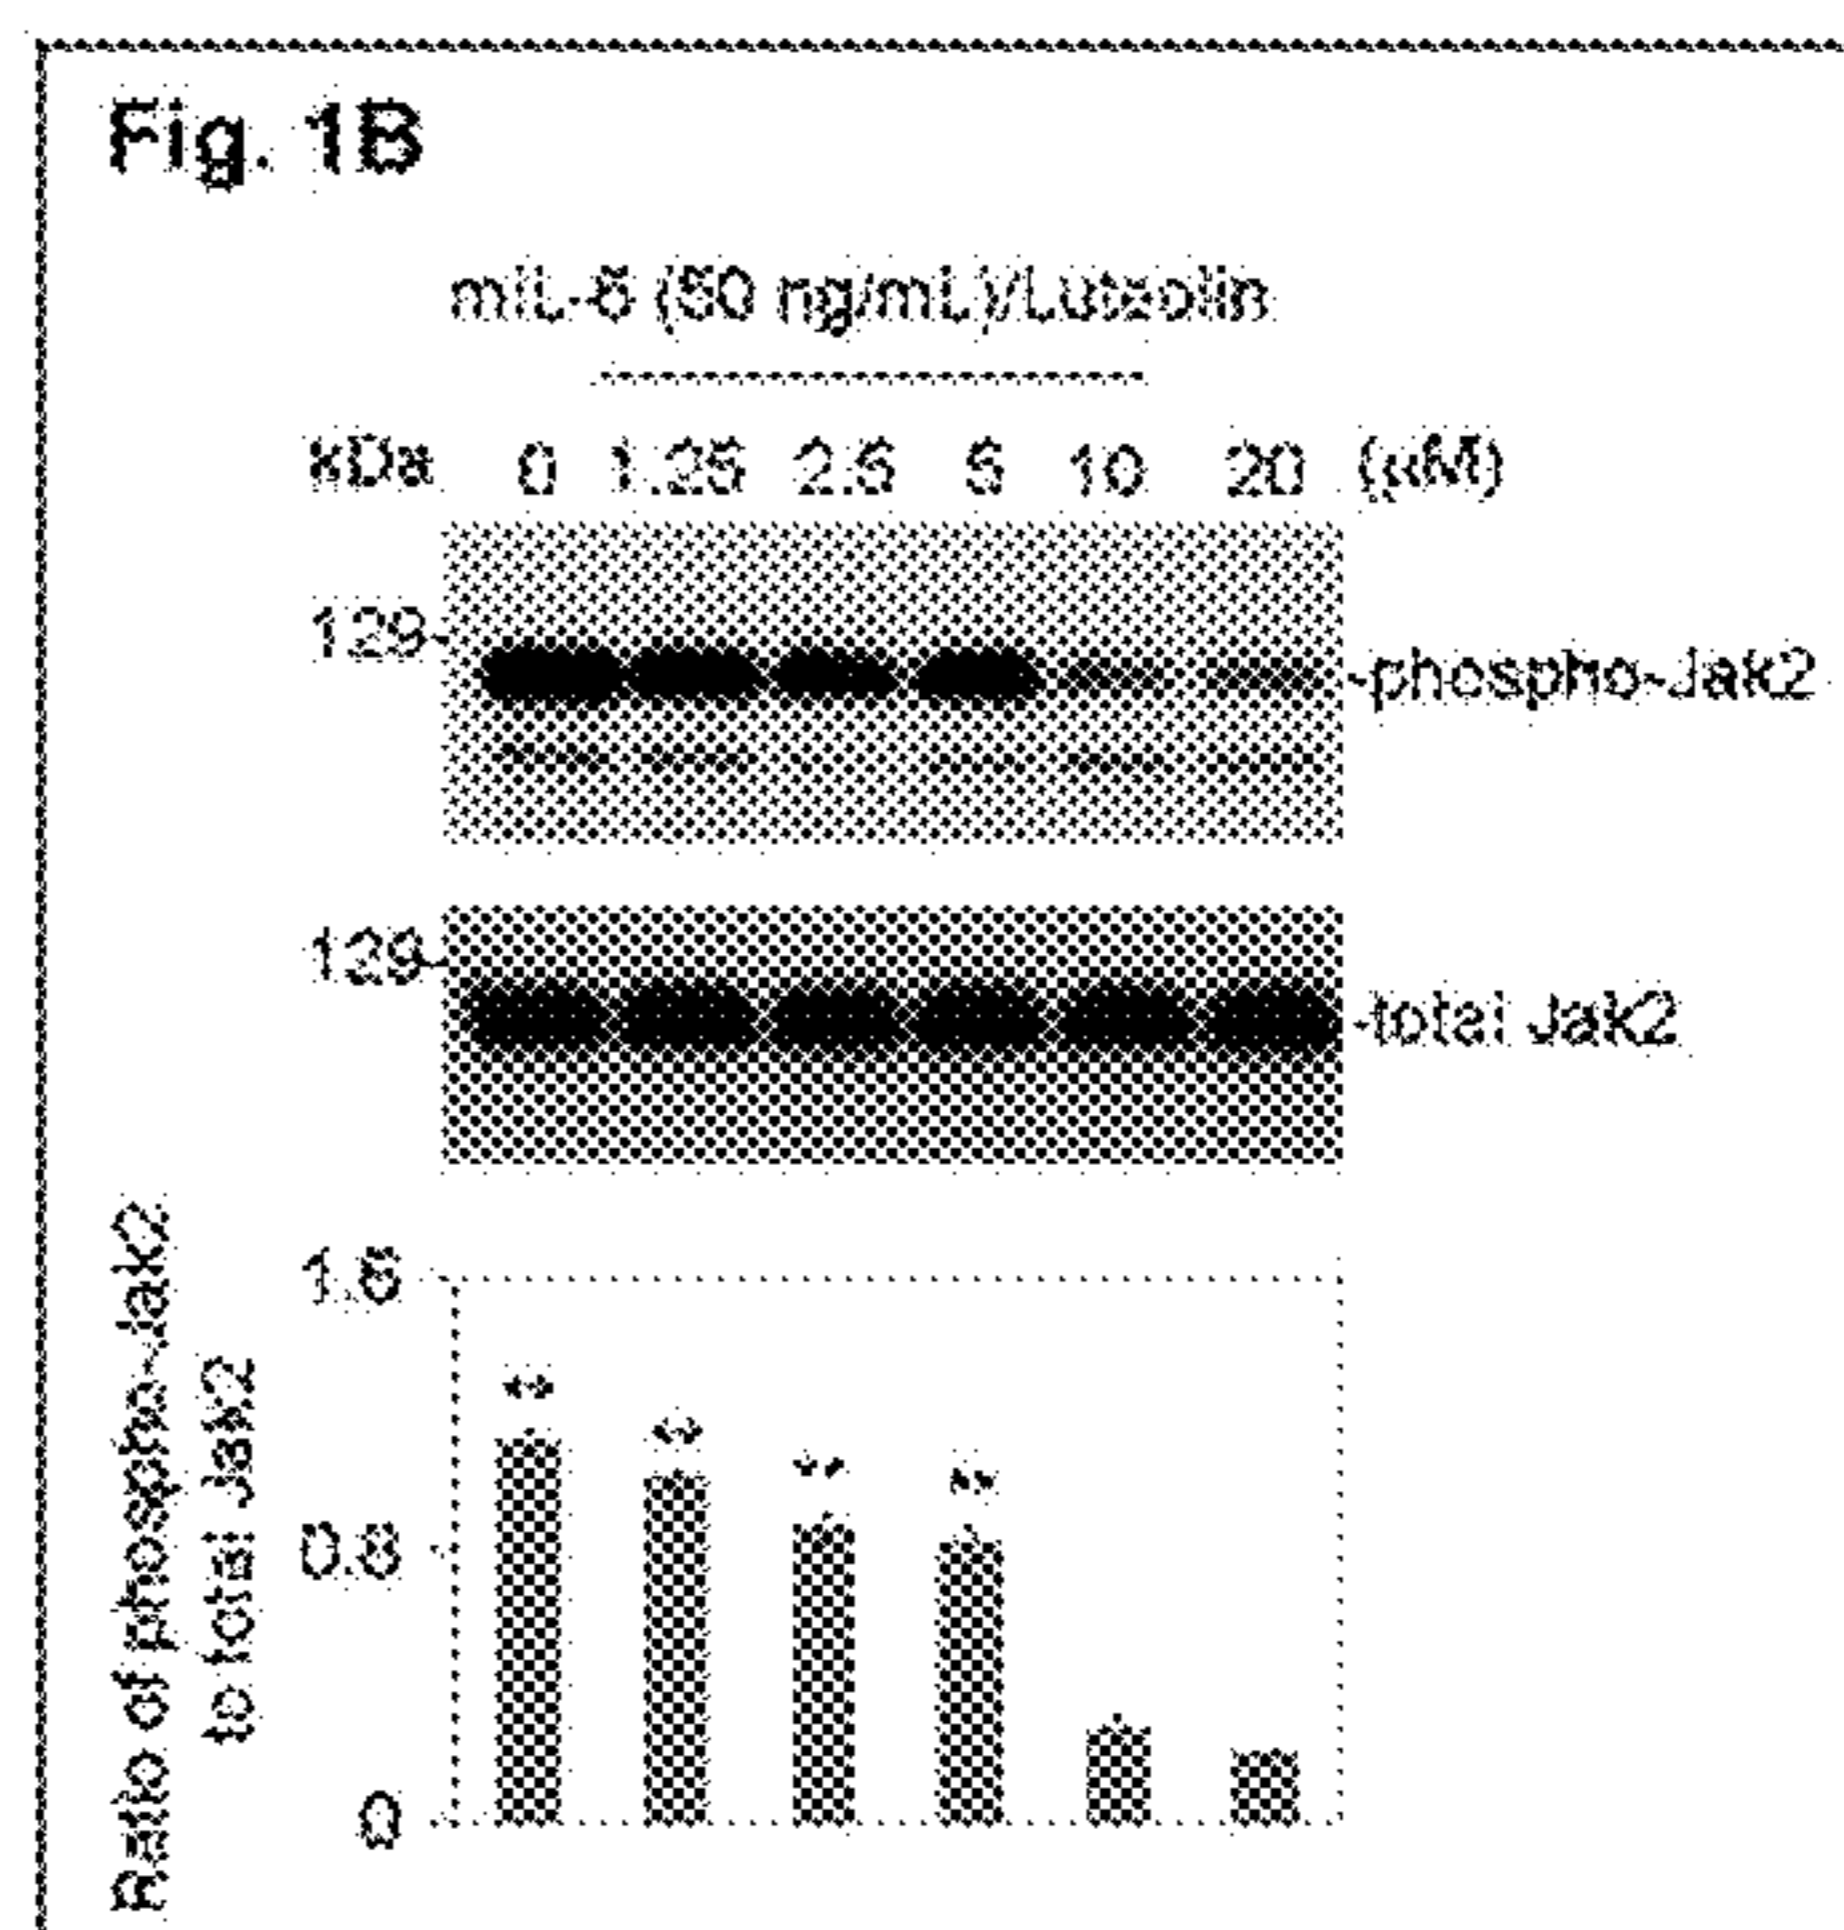 Fig. 1B
mIL-6 (50 ng/mL)/Luteolin
kDa 0 1.25 2.5 5 10 20 (μM)
129
-phospho-Jak2
129
-total Jak2
Ratio of phospho-Jak2
to total Jak2
1.6
** ** ** **
0.8
0